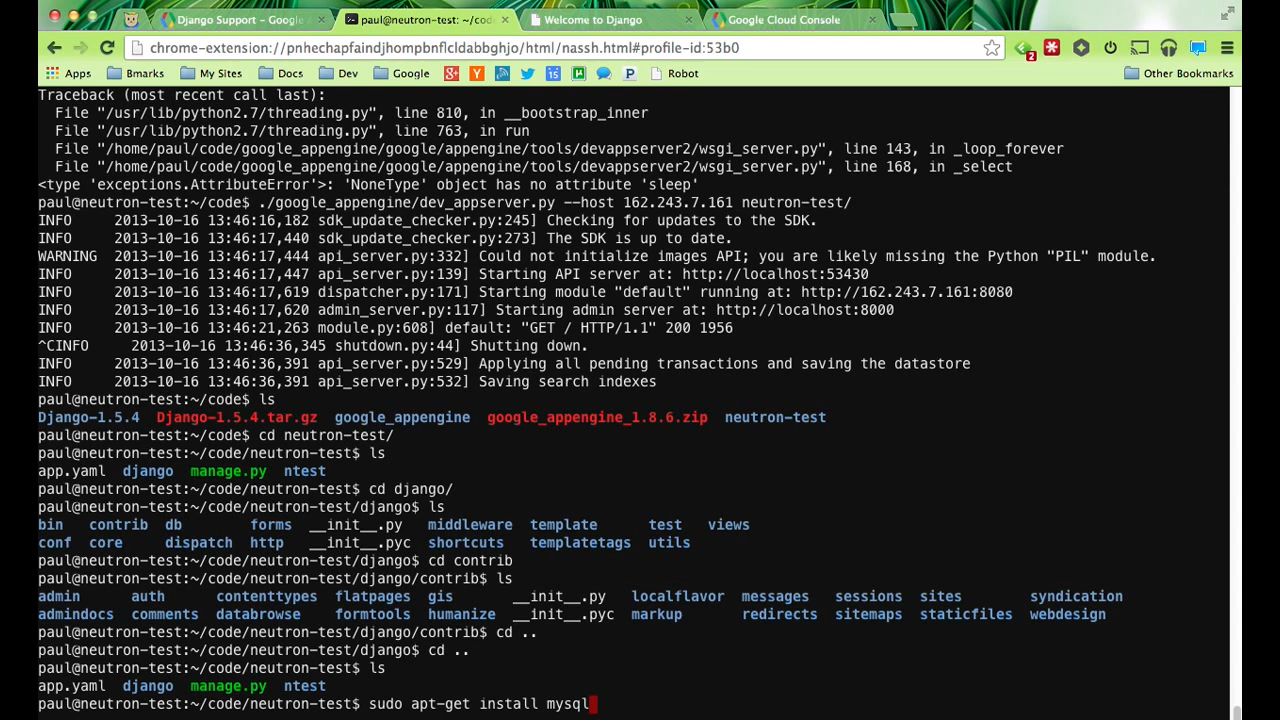 Django Support - Google
paul@neutron-test: ~/code/
Welcome to Django
Google Cloud Console
chrome-extension://pnhechapfaindjhompbnflcldabbghjo/html/nassh.html#profile-id:53b0
2
Apps Bmarks My Sites Docs Dev Google g+ Y 15 µ P Robot Other Bookmarks
Traceback (most recent call last):
File "/usr/lib/python2.7/threading.py", line 810, in __bootstrap_inner
File "/usr/lib/python2.7/threading.py", line 763, in run
File "/home/paul/code/google_appengine/google/appengine/tools/devappserver2/wsgi_server.py", line 143, in _loop_forever
File "/home/paul/code/google_appengine/google/appengine/tools/devappserver2/wsgi_server.py", line 168, in _select
<type 'exceptions.AttributeError'>: 'NoneType' object has no attribute 'sleep'
paul@neutron-test:~/code$ ./google_appengine/dev_appserver.py --host 162.243.7.161 neutron-test/
INFO     2013-10-16 13:46:16,182 sdk_update_checker.py:245] Checking for updates to the SDK.
INFO     2013-10-16 13:46:17,440 sdk_update_checker.py:273] The SDK is up to date.
WARNING  2013-10-16 13:46:17,444 api_server.py:332] Could not initialize images API; you are likely missing the Python "PIL" module.
INFO     2013-10-16 13:46:17,447 api_server.py:139] Starting API server at: http://localhost:53430
INFO     2013-10-16 13:46:17,619 dispatcher.py:171] Starting module "default" running at: http://162.243.7.161:8080
INFO     2013-10-16 13:46:17,620 admin_server.py:117] Starting admin server at: http://localhost:8000
INFO     2013-10-16 13:46:21,263 module.py:608] default: "GET / HTTP/1.1" 200 1956
^CINFO     2013-10-16 13:46:36,345 shutdown.py:44] Shutting down.
INFO     2013-10-16 13:46:36,391 api_server.py:529] Applying all pending transactions and saving the datastore
INFO     2013-10-16 13:46:36,391 api_server.py:532] Saving search indexes
paul@neutron-test:~/code$ ls
Django-1.5.4  Django-1.5.4.tar.gz  google_appengine  google_appengine_1.8.6.zip  neutron-test
paul@neutron-test:~/code$ cd neutron-test/
paul@neutron-test:~/code/neutron-test$ ls
app.yaml  django  manage.py  ntest
paul@neutron-test:~/code/neutron-test$ cd django/
paul@neutron-test:~/code/neutron-test/django$ ls
bin   contrib  db        forms  __init__.py   middleware  template      test   views
conf  core     dispatch  http   __init__.pyc  shortcuts   templatetags  utils
paul@neutron-test:~/code/neutron-test/django$ cd contrib
paul@neutron-test:~/code/neutron-test/django/contrib$ ls
admin      auth      contenttypes  flatpages  gis       __init__.py   localflavor  messages   sessions  sites        syndication
admindocs  comments  databrowse    formtools  humanize  __init__.pyc  markup       redirects  sitemaps  staticfiles  webdesign
paul@neutron-test:~/code/neutron-test/django/contrib$ cd ..
paul@neutron-test:~/code/neutron-test/django$ cd ..
paul@neutron-test:~/code/neutron-test$ ls
app.yaml  django  manage.py  ntest
paul@neutron-test:~/code/neutron-test$ sudo apt-get install mysql